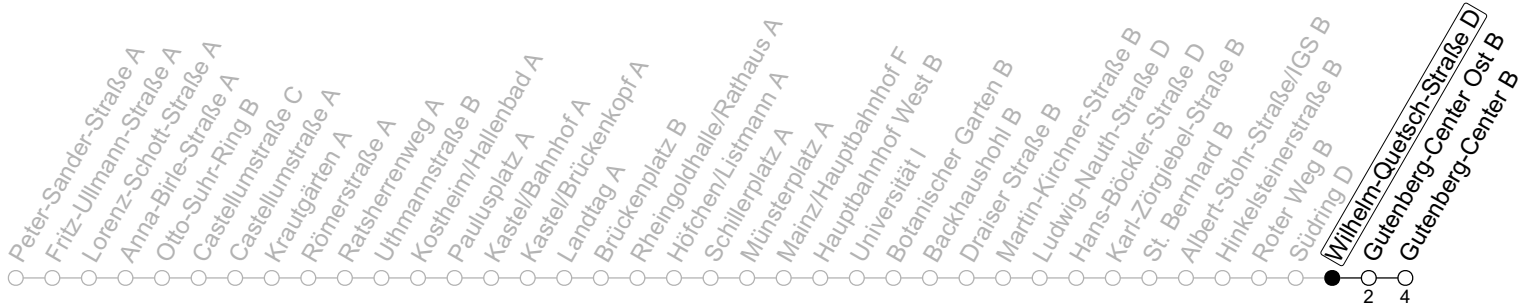 Peter-Sander-Straße A
Fritz-Ullmann-Straße A
Lorenz-Schott-Straße A
Anna-Birle-Straße A
Otto-Suhr-Ring B
Castellumstraße C
Castellumstraße A
Krautgärten A
Römerstraße A
Ratsherrenweg A
Uthmannstraße B
Kostheim/Hallenbad A
Paulusplatz A
Kastel/Bahnhof A
Kastel/Brückenkopf A
Landtag A
Brückenplatz B
Rheingoldhalle/Rathaus A
Höfchen/Listmann A
Schillerplatz A
Münsterplatz A
Mainz/Hauptbahnhof F
Hauptbahnhof West B
Universität I
Botanischer Garten B
Backhaushohl B
Draiser Straße B
Martin-Kirchner-Straße B
Ludwig-Nauth-Straße D
Hans-Böckler-Straße D
Karl-Zörgiebel-Straße B
St. Bernhard B
Albert-Stohr-Straße/IGS B
Hinkelsteinerstraße B
Roter Weg B
Südring D
Wilhelm-Quetsch-Straße D
Gutenberg-Center Ost B
Gutenberg-Center B
2
4